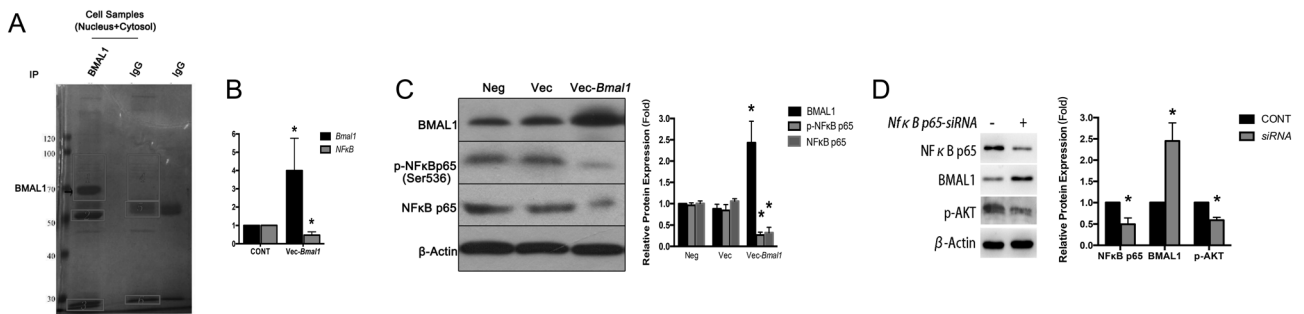 A
Cell Samples
(Nucleus+Cytosol)
IP
BMAL1
IgG
IgG
120
100
BMAL1
70
50
40
30
B
6
5
4
3
2
1
0
*
*
CONT
Vec-Bmal1
Bmal1
NFκB
C
Neg
Vec
Vec-Bmal1
BMAL1
p-NFκBp65
(Ser536)
NFκB p65
β-Actin
Relative Protein Expression (Fold)
4
3
2
1
0
*
*
*
Neg
Vec
Vec-Bmal1
BMAL1
p-NFκB p65
NFκB p65
D
Nfκ B p65-siRNA
-
+
NFκB p65
BMAL1
p-AKT
β-Actin
Relative Protein Expression (Fold)
3.0
2.5
2.0
1.5
1.0
0.5
0.0
*
*
*
NFκB p65
BMAL1
p-AKT
CONT
siRNA